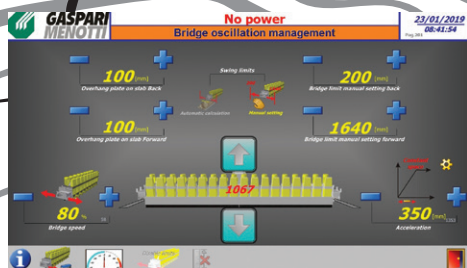 GASPARI
MENOTTI
No power
Bridge oscillation management
23/01/2019
08:41:54
100 [mm]
Overhang plate on slab Back
Swing limits
200 [mm]
Bridge limit manual setting back
Automatic calculation
Manual setting
100 [mm]
Overhang plate on slab Forward
1640 [mm]
Bridge limit manual setting forward
1067
80 %
Bridge speed
350 [mm]
Acceleration